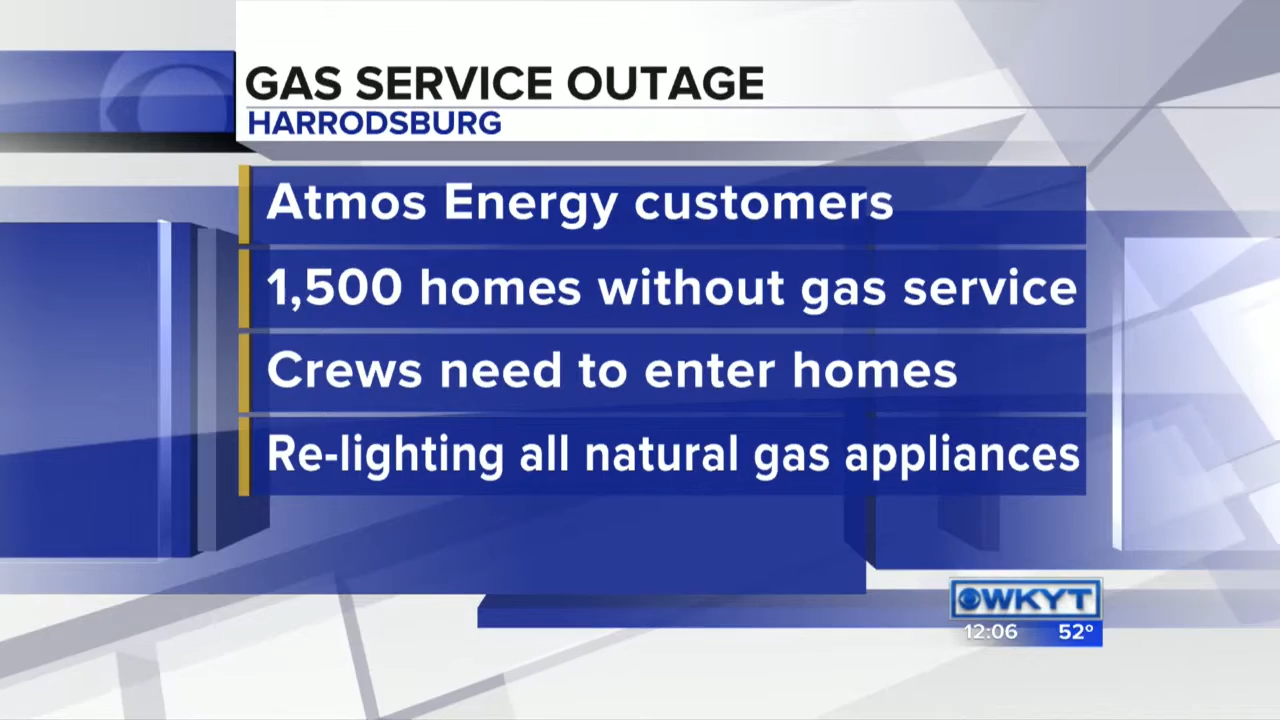 GAS SERVICE OUTAGE
HARRODSBURG
Atmos Energy customers
1,500 homes without gas service
Crews need to enter homes
Re-lighting all natural gas appliances
WKYT
12:06 52°